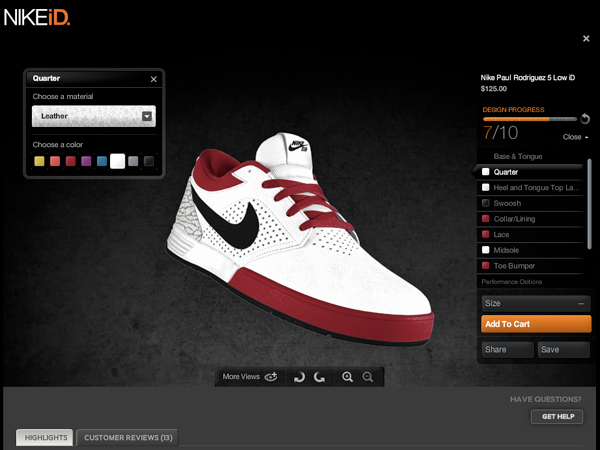 NIKEiD.
Quarter
Choose a material
Leather
Choose a color
Nike Paul Rodriguez 5 Low iD
$125.00
DESIGN PROGRESS
7/10
Close
Base & Tongue
Quarter
Heel and Tongue Top La...
Swoosh
Collar/Lining
Lace
Midsole
Toe Bumper
Performance Options
Size
Add To Cart
Share
Save
NIKE
SB
More Views
HAVE QUESTIONS?
GET HELP
HIGHLIGHTS
CUSTOMER REVIEWS (13)